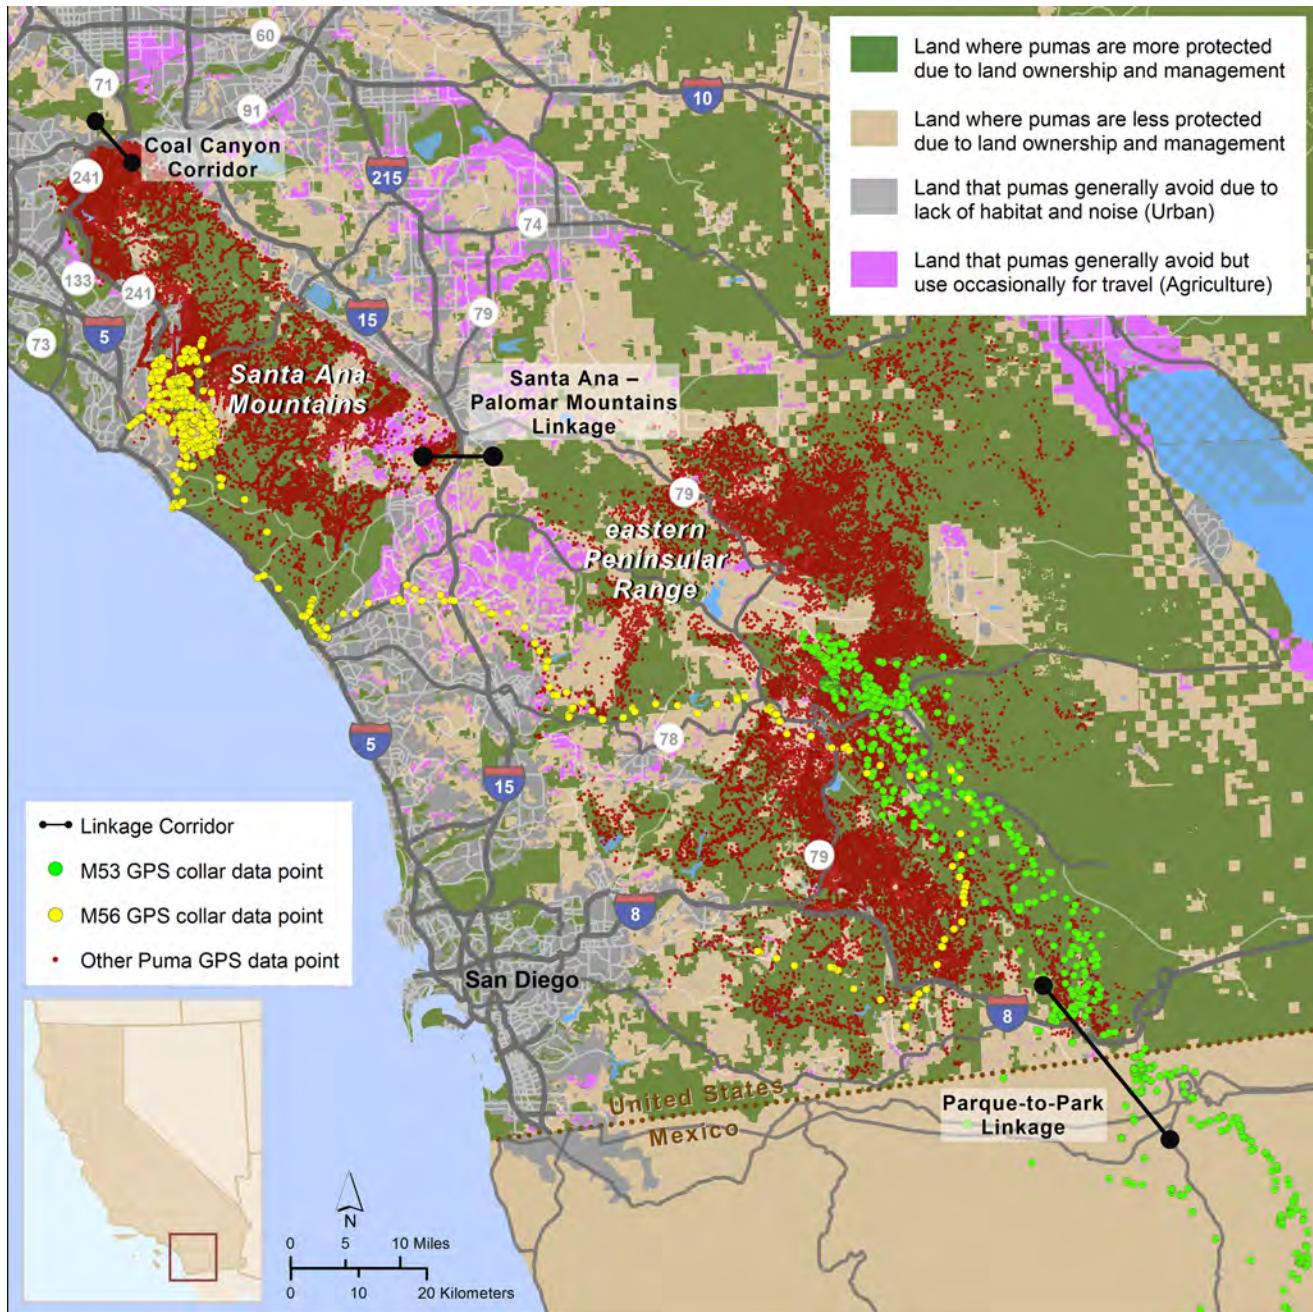 Land where pumas are more protected
due to land ownership and management
Land where pumas are less protected
due to land ownership and management
Land that pumas generally avoid due to
lack of habitat and noise (Urban)
Land that pumas generally avoid but
use occasionally for travel (Agriculture)
60
71
91
10
Coal Canyon
Corridor
241
215
74
133
241
15
79
5
73
Santa Ana
Mountains
Santa Ana –
Palomar Mountains
Linkage
79
eastern
Peninsular
Range
5
78
15
79
8
San Diego
8
Linkage Corridor
M53 GPS collar data point
M56 GPS collar data point
Other Puma GPS data point
United States
Mexico
Parque-to-Park
Linkage
N
0 5 10 Miles
0 10 20 Kilometers